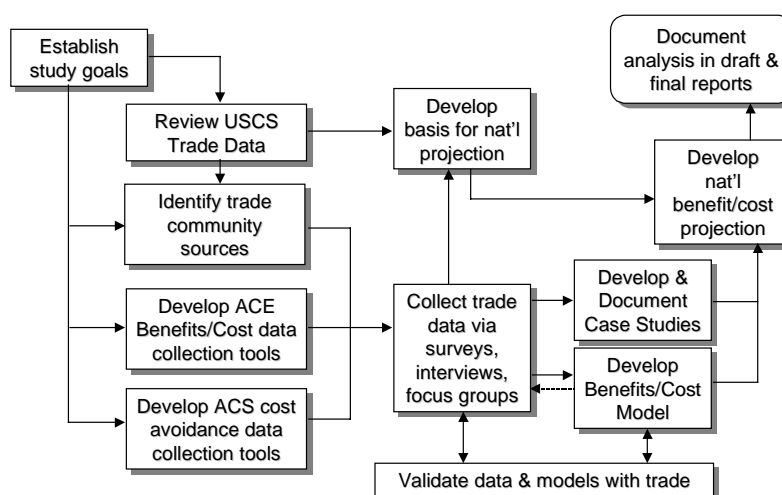 Establish
study goals
Document
analysis in draft &
final reports
Review USCS
Trade Data
Develop
basis for nat'l
projection
Develop
nat'l
benefit/cost
projection
Identify trade
community
sources
Develop ACE
Benefits/Cost data
collection tools
Collect trade
data via
surveys,
interviews,
focus groups
Develop &
Document
Case Studies
Develop
Benefits/Cost
Model
Develop ACS cost
avoidance data
collection tools
Validate data & models with trade